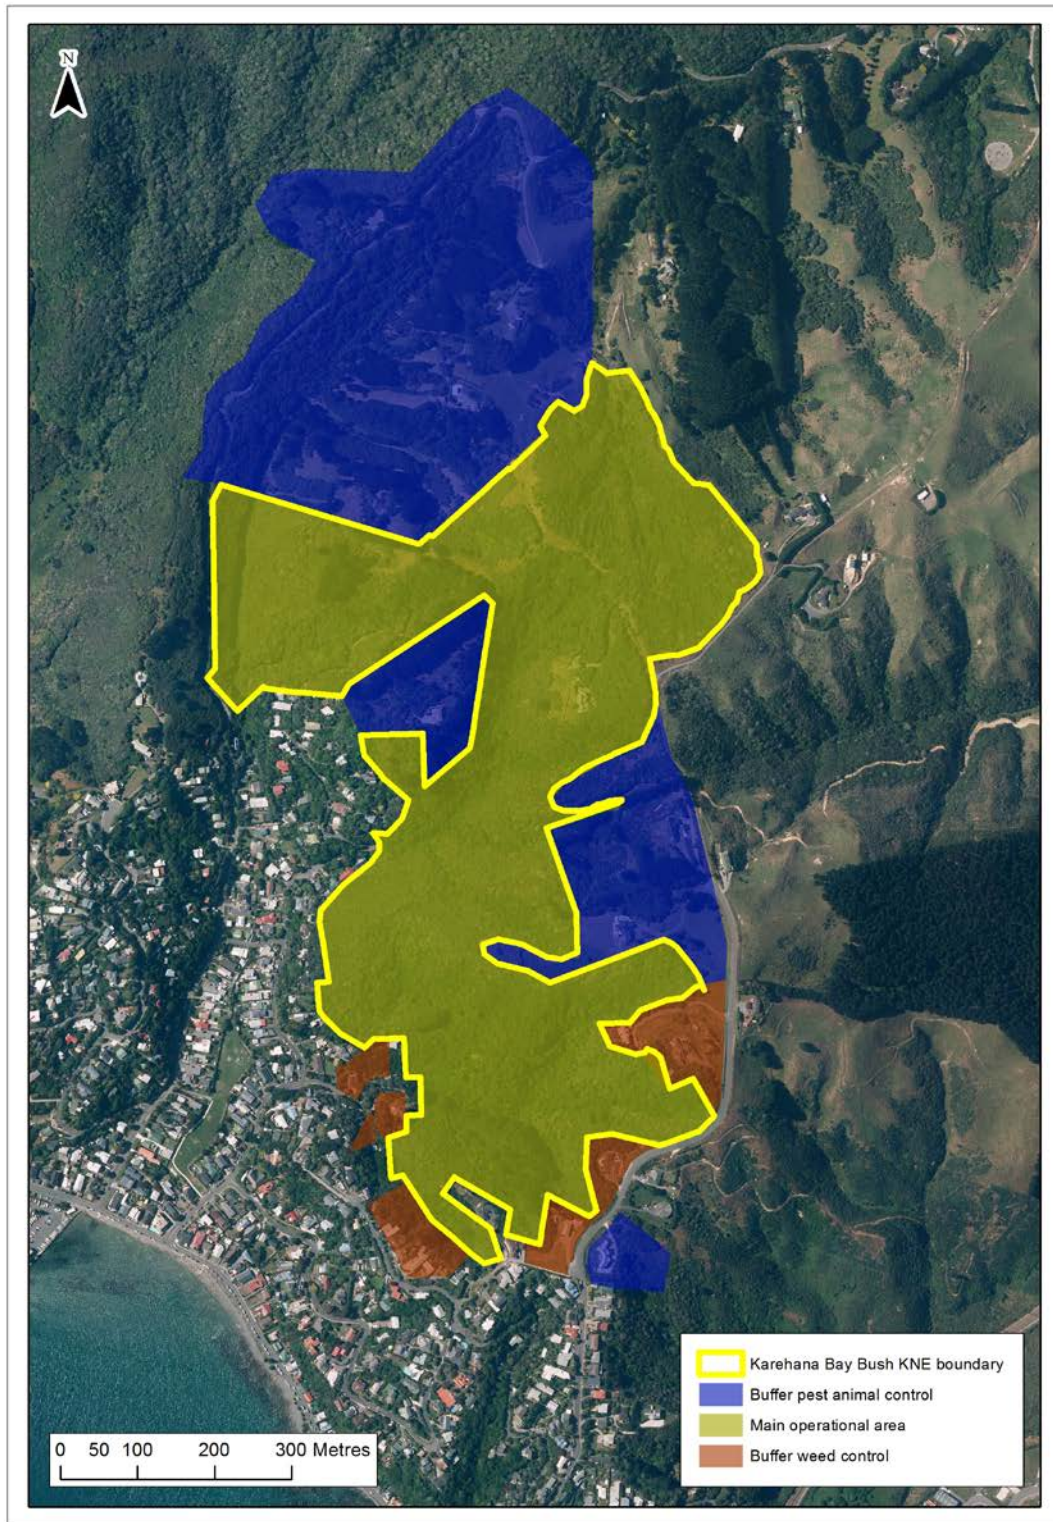 N
Karehana Bay Bush KNE boundary
Buffer pest animal control
Main operational area
Buffer weed control
0 50 100 200 300 Metres